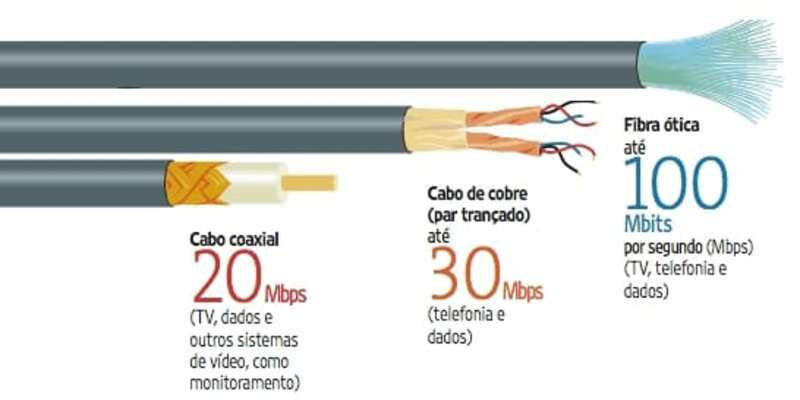 Cabo coaxial
20 Mbps
(TV, dados e
outros sistemas
de vídeo, como
monitoramento)
Cabo de cobre
(par trançado)
até
30 Mbps
(telefonia e
dados)
Fibra ótica
até
100
Mbits
por segundo (Mbps)
(TV, telefonia e
dados)